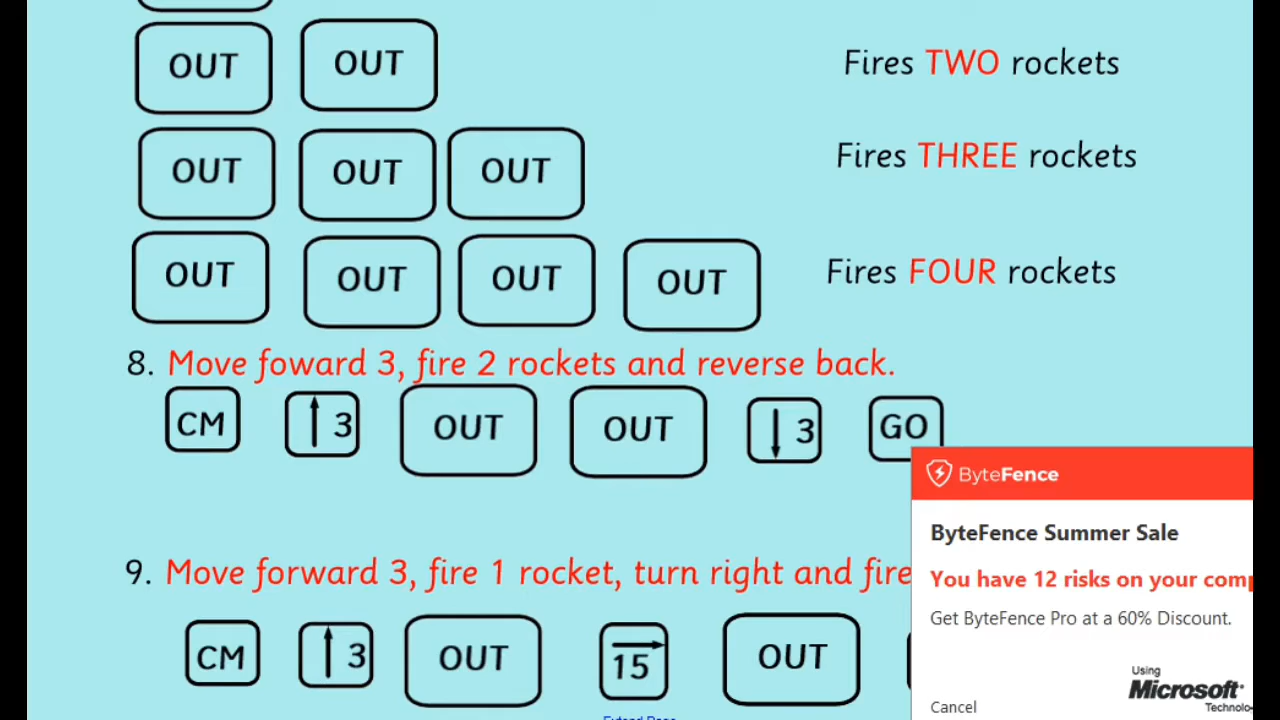 OUT OUT Fires TWO rockets
OUT OUT OUT Fires THREE rockets
OUT OUT OUT OUT Fires FOUR rockets
8. Move foward 3, fire 2 rockets and reverse back.
CM 3 OUT OUT 3 GO
ByteFence
ByteFence Summer Sale
9. Move forward 3, fire 1 rocket, turn right and fire
You have 12 risks on your comp
Get ByteFence Pro at a 60% Discount.
CM 3 OUT 15 OUT
Using
Microsoft
Technolo
Cancel